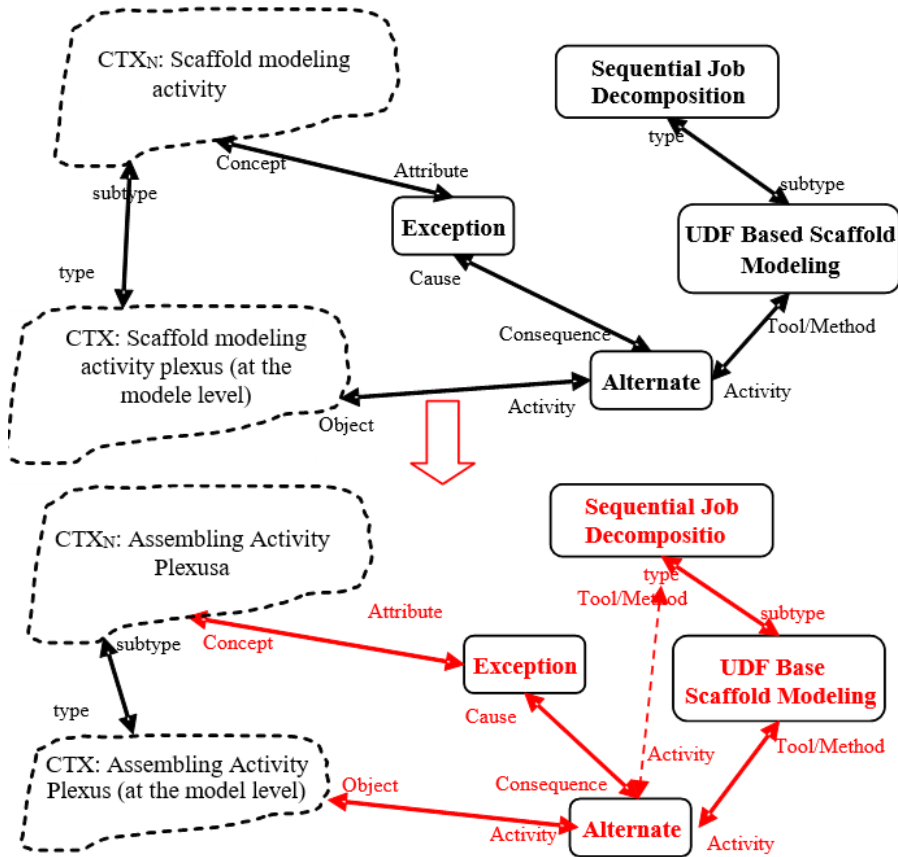 CTXN: Scaffold modeling
activity
Sequential Job
Decomposition
Concept
Attribute
type
subtype
subtype
Exception
UDF Based Scaffold
Modeling
type
Cause
CTX: Scaffold modeling
activity plexus (at the
modele level)
Consequence
Tool/Method
Alternate
Object
Activity
Activity
Sequential Job
Decompositio
CTXN: Assembling Activity
Plexusa
type
Tool/Method
Attribute
subtype
subtype
Concept
Exception
UDF Base
Scaffold Modeling
type
Cause
Activity
Tool/Method
CTX: Assembling Activity
Plexus (at the model level)
Object
Consequence
Activity
Alternate
Activity